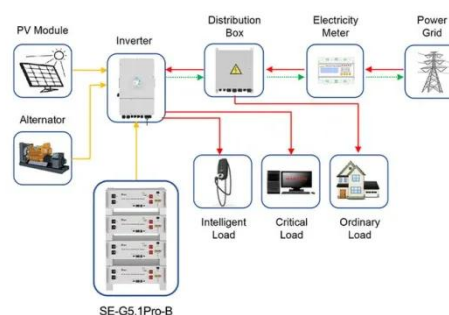 PV Module
Inverter
Distribution
Box
Electricity
Meter
Power
Grid
Alternator
Intelligent
Load
Critical
Load
Ordinary
Load
SE-G5.1Pro-B